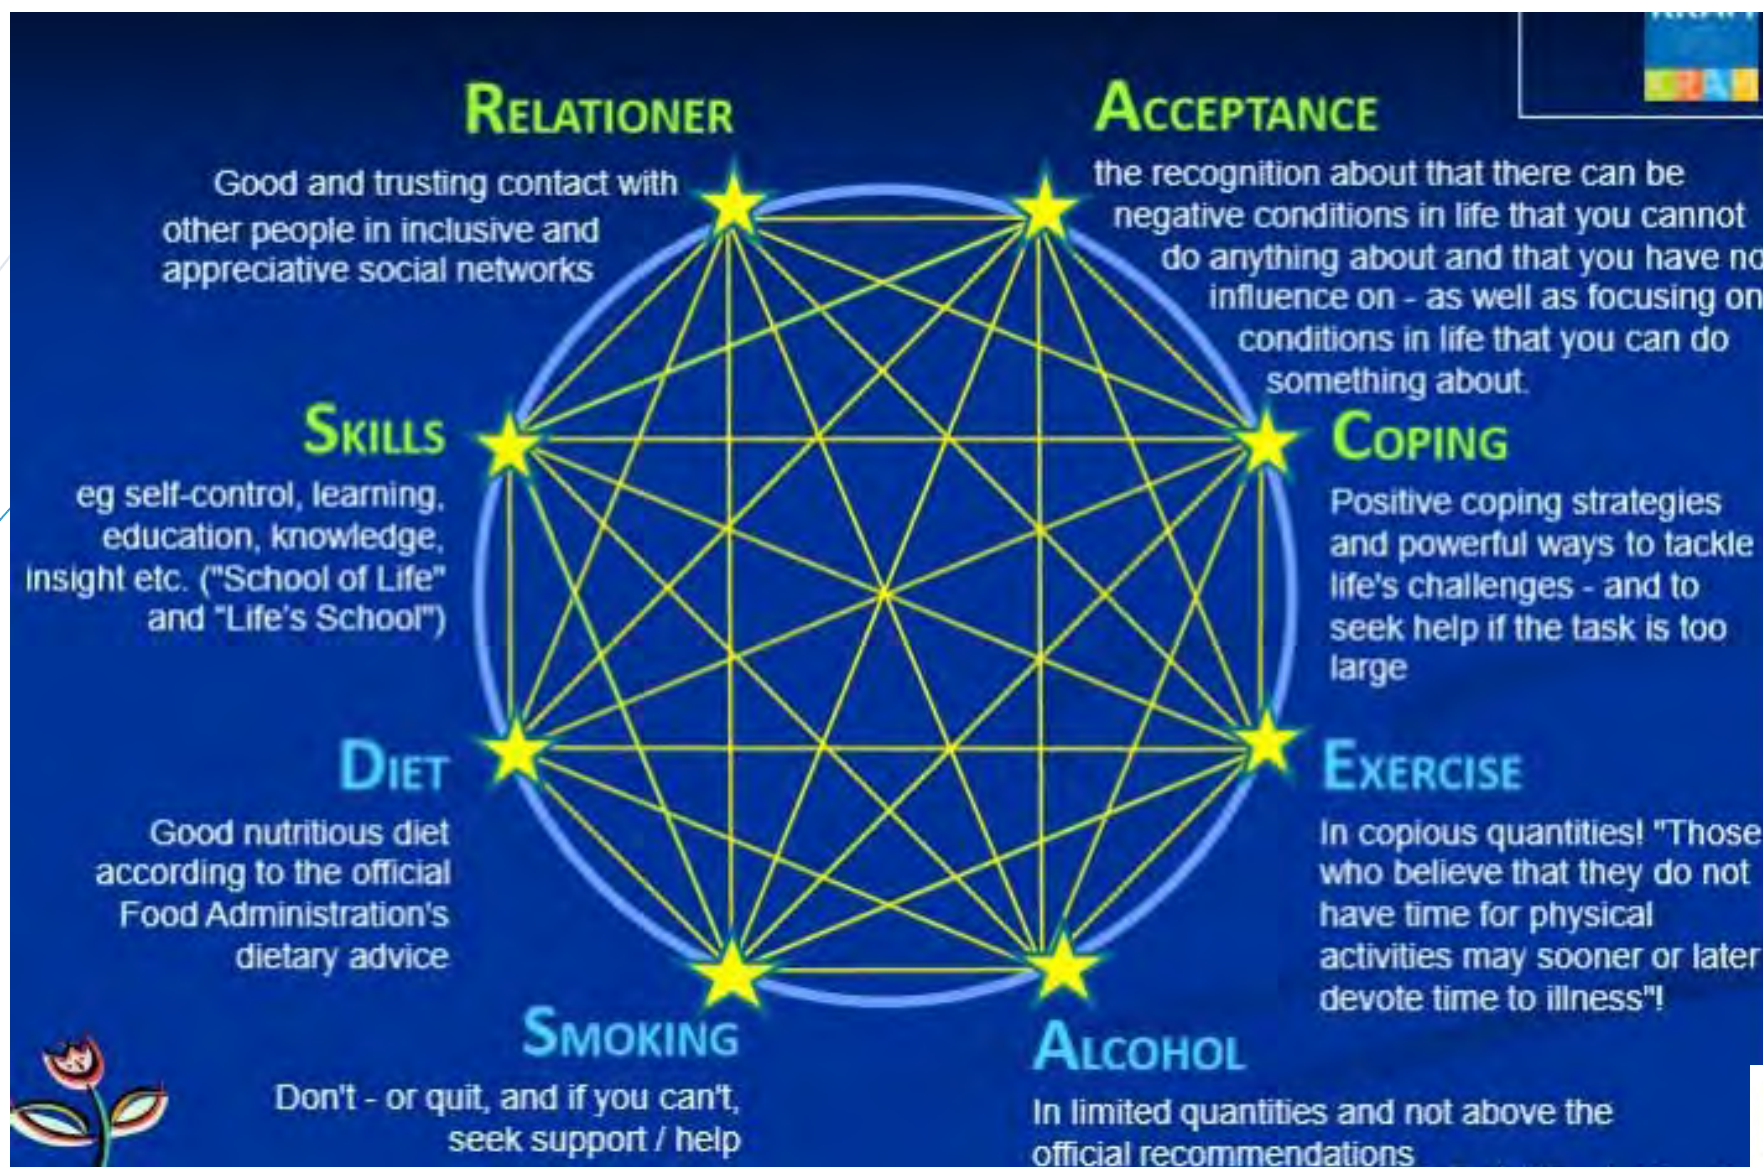 RELATIONER
Good and trusting contact with
other people in inclusive and
appreciative social networks
ACCEPTANCE
the recognition about that there can be
negative conditions in life that you cannot
do anything about and that you have no
influence on - as well as focusing on
conditions in life that you can do
something about.
SKILLS
eg self-control, learning,
education, knowledge,
insight etc. ("School of Life"
and "Life's School")
COPING
Positive coping strategies
and powerful ways to tackle
life's challenges - and to
seek help if the task is too
large
DIET
Good nutritious diet
according to the official
Food Administration's
dietary advice
EXERCISE
In copious quantities! "Those
who believe that they do not
have time for physical
activities may sooner or later
devote time to illness"!
SMOKING
Don't - or quit, and if you can't,
seek support / help
ALCOHOL
In limited quantities and not above the
official recommendations